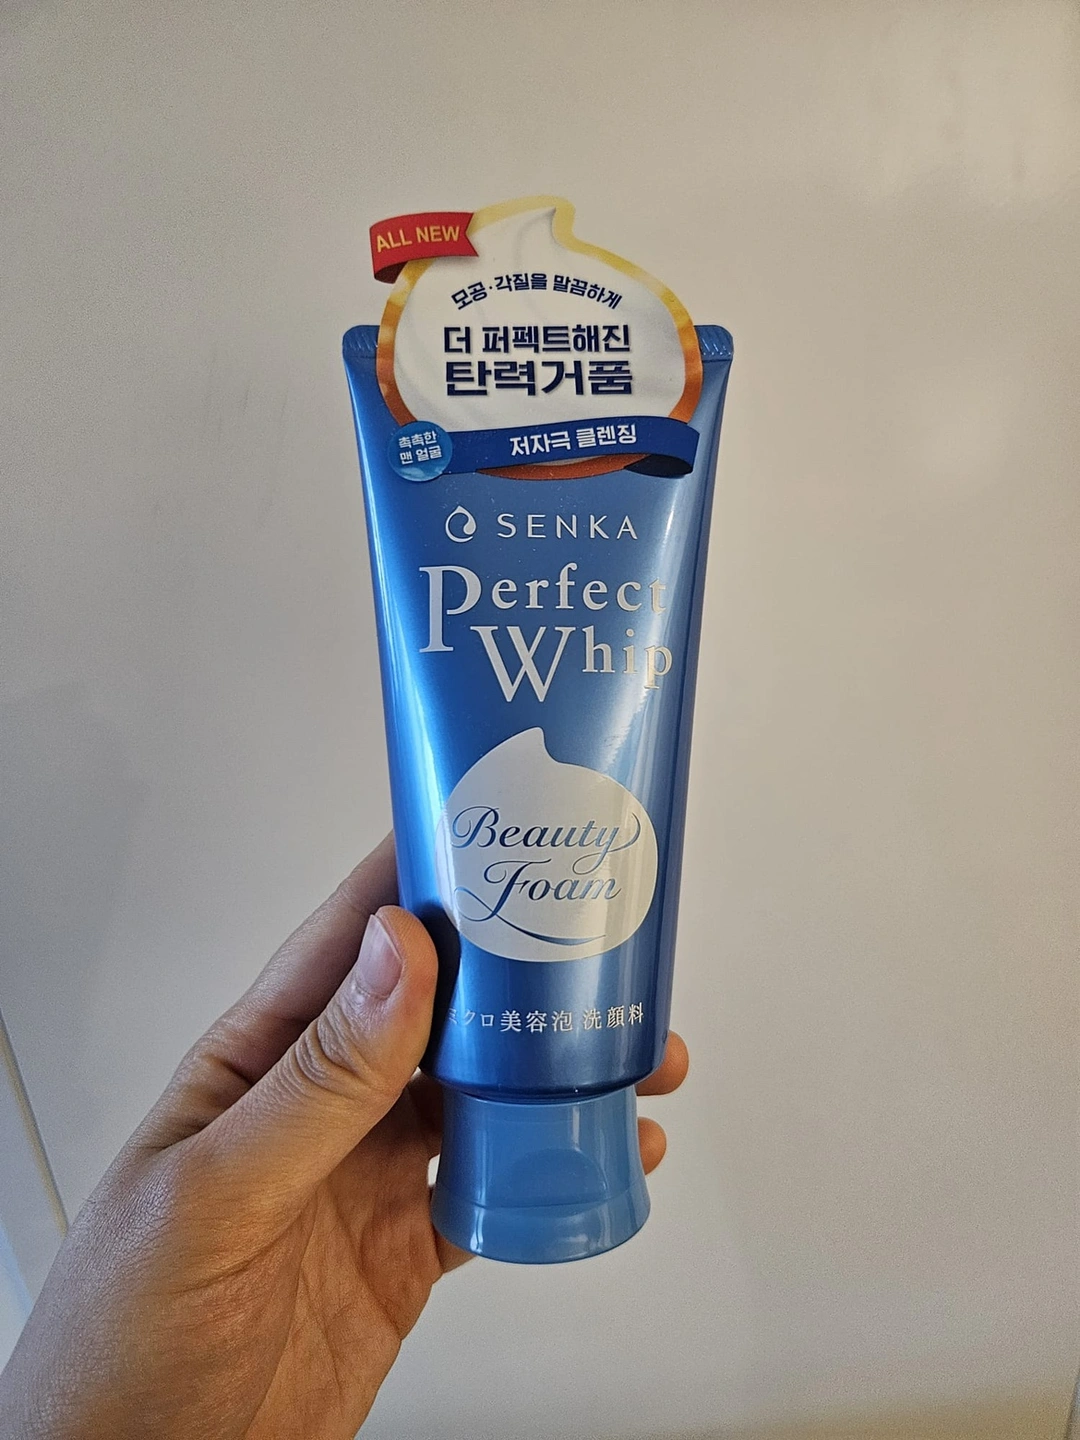 ALL NEW
모공·각질을 말끔하게
더 퍼펙트해진
탄력거품
촉촉한
맨 얼굴
저자극 클렌징
SENKA
Perfect
Whip
Beauty
Foam
ミクロ美容泡 洗顔料